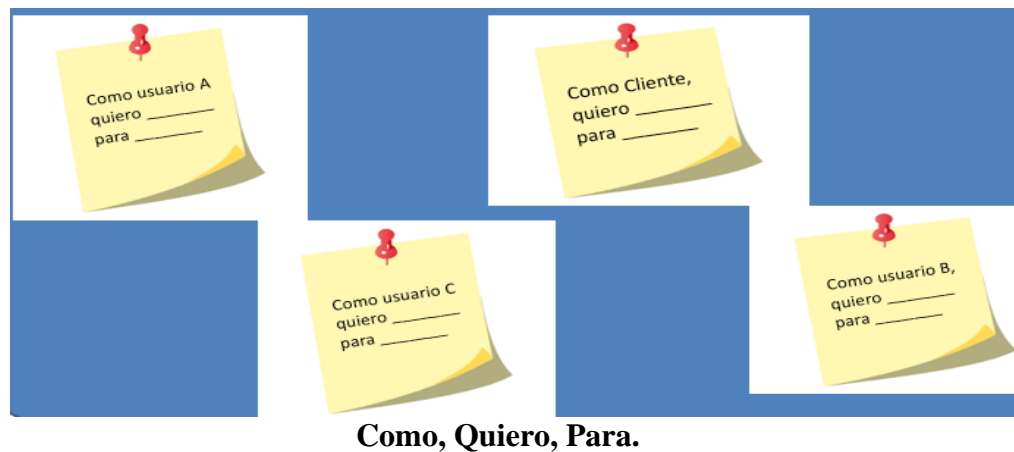 Como usuario A
quiero ________
para ________
Como Cliente,
quiero ________
para ________
Como usuario C
quiero ________
para ________
Como usuario B,
quiero ________
para ________
Como, Quiero, Para.